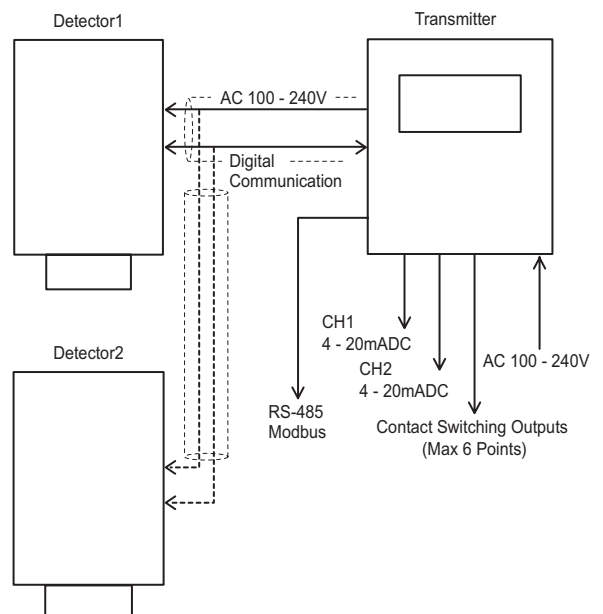 Detector1
Transmitter
AC 100 - 240V
Digital
Communication
CH1
4 - 20mADC
CH2
4 - 20mADC
AC 100 - 240V
Detector2
RS-485
Modbus
Contact Switching Outputs
(Max 6 Points)